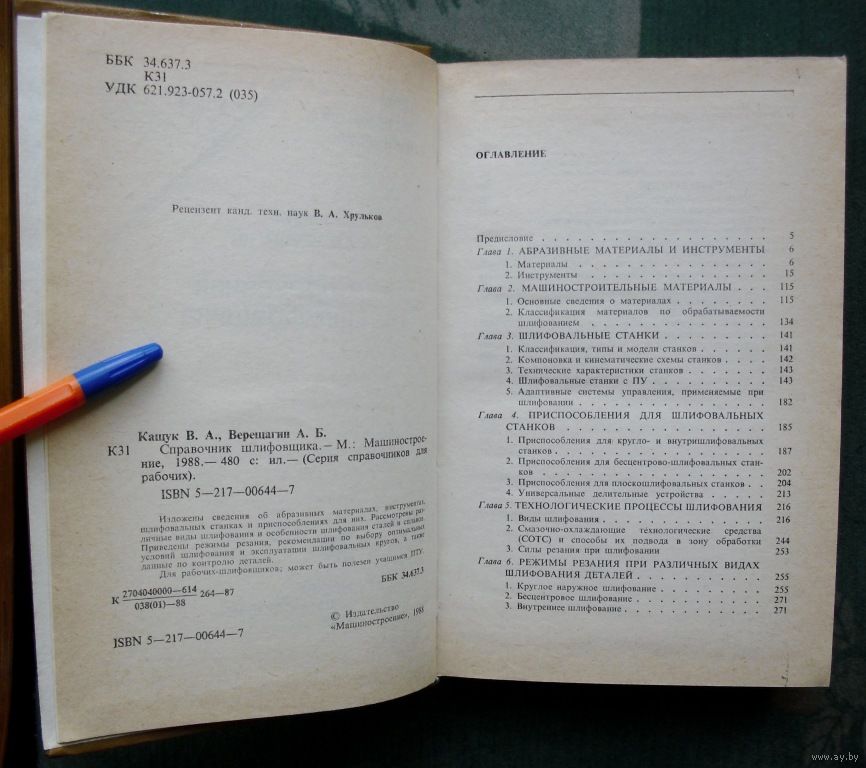 ББК 34.637.3
К31
УДК 621.923-057.2 (035)
Рецензент канд. техн. наук В. А. Хрульков
Кащук В. А., Верещагин А. Б.
К31 Справочник шлифовщика.— М.: Машинострое-
ние, 1988.— 480 с: ил.— (Серия справочников для
рабочих).
ISBN 5—217—00644—7
Изложены сведения об абразивных материалах, инструментах,
шлифовальных станках и приспособлениях для них. Рассмотрены раз-
личные виды шлифования и особенности шлифования сталей и сплавов.
Приведены режимы резания, рекомендации по выбору оптимальных
условий шлифования и эксплуатации шлифовальных кругов, а также
данные по контролю деталей.
Для рабочих-шлифовщиков; может быть полезен учащимся ПТУ.
К 2704040000—614
038(01)—88 264—87
ББК 34.637.3
ISBN 5—217—00644—7
© Издательство
«Машиностроение», 1988
ОГЛАВЛЕНИЕ
Предисловие . . . . . . . . . . . . . . . . . . 5
Глава 1. АБРАЗИВНЫЕ МАТЕРИАЛЫ И ИНСТРУМЕНТЫ 6
1. Материалы . . . . . . . . . . . . . . . 6
2. Инструменты . . . . . . . . . . . . . . 15
Глава 2. МАШИНОСТРОИТЕЛЬНЫЕ МАТЕРИАЛЫ . . . 115
1. Основные сведения о материалах . . . . . . . 115
2. Классификация материалов по обрабатываемости
шлифованием . . . . . . . . . . . . . 134
Глава 3. ШЛИФОВАЛЬНЫЕ СТАНКИ . . . . . . . . 141
1. Классификация, типы и модели станков . . . . . 141
2. Компоновка и кинематические схемы станков . . . 142
3. Технические характеристики станков . . . . . . 143
4. Шлифовальные станки с ПУ . . . . . . . . . 143
5. Адаптивные системы управления, применяемые при
шлифовании . . . . . . . . . . . . . . 182
Глава 4. ПРИСПОСОБЛЕНИЯ ДЛЯ ШЛИФОВАЛЬНЫХ
СТАНКОВ . . . . . . . . . . . . . . . 185
1. Приспособления для кругло- и внутришлифовальных
станков . . . . . . . . . . . . . . . . 187
2. Приспособления для бесцентрово-шлифовальных стан-
ков . . . . . . . . . . . . . . . . . 202
3. Приспособления для плоскошлифовальных станков . . 204
4. Универсальные делительные устройства . . . . . 213
Глава 5. ТЕХНОЛОГИЧЕСКИЕ ПРОЦЕССЫ ШЛИФОВАНИЯ 216
1. Виды шлифования . . . . . . . . . . . . 216
2. Смазочно-охлаждающие технологические средства
(СОТС) и способы их подвода в зону обработки 244
3. Силы резания при шлифовании . . . . . . . . 253
Глава 6. РЕЖИМЫ РЕЗАНИЯ ПРИ РАЗЛИЧНЫХ ВИДАХ
ШЛИФОВАНИЯ ДЕТАЛЕЙ . . . . . . . . . 255
1. Круглое наружное шлифование . . . . . . . . 255
2. Бесцентровое шлифование . . . . . . . . . 271
3. Внутреннее шлифование . . . . . . . . . . 271
www.ay.by